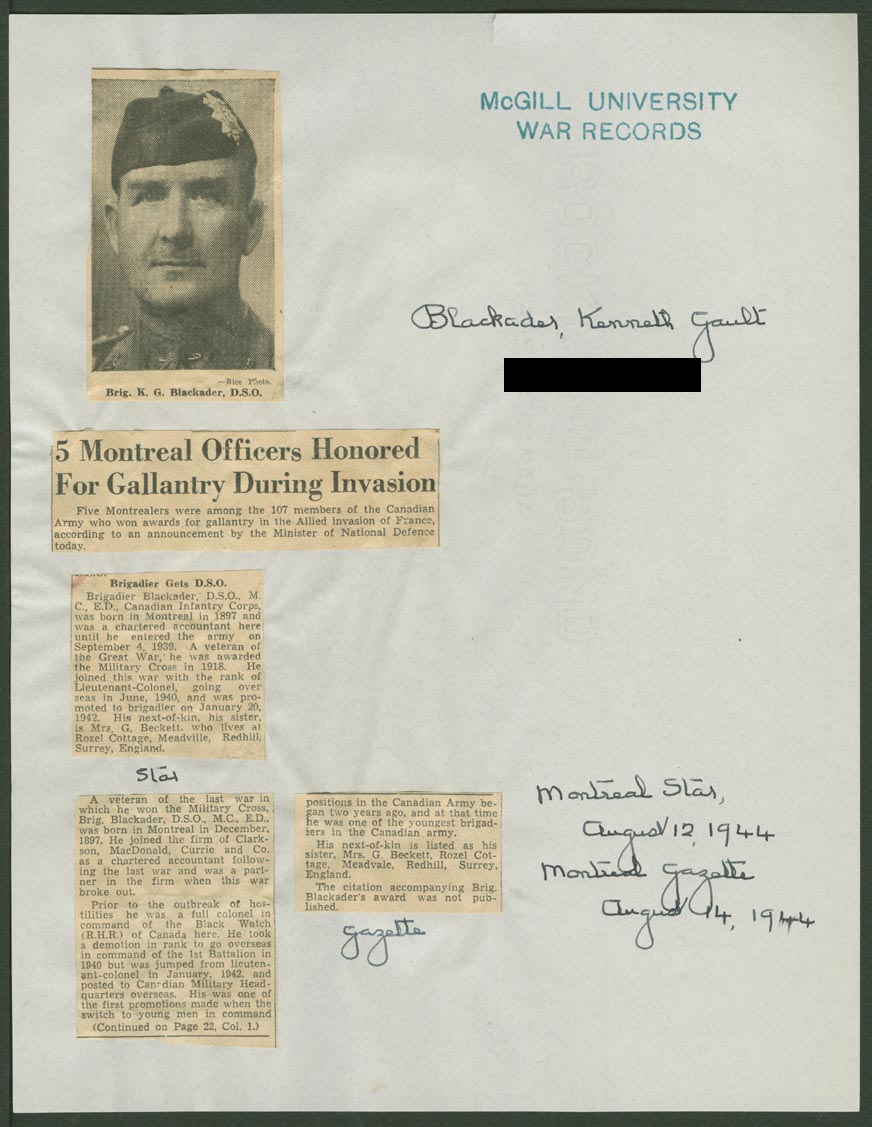 McGILL UNIVERSITY
WAR RECORDS
Blackader, Kenneth Gault
—Rice Photo.
Brig. K. G. Blackader, D.S.O.
5 Montreal Officers Honored
For Gallantry During Invasion
Five Montrealers were among the 107 members of the Canadian
Army who won awards for gallantry in the Allied invasion of France,
according to an announcement by the Minister of National Defence
today.
Brigadier Gets D.S.O.
Brigadier Blackader, D.S.O., M.
C., E.D., Canadian Infantry Corps,
was born in Montreal in 1897 and
was a chartered accountant here
until he entered the army on
September 4, 1939. A veteran of
the Great War, he was awarded
the Military Cross in 1918. He
joined this war with the rank of
Lieutenant-Colonel, going over
seas in June, 1940, and was pro-
moted to brigadier on January 20,
1942. His next-of-kin, his sister,
is Mrs. G. Beckett, who lives at
Rozel Cottage, Meadville, Redhill,
Surrey, England.
Star
A veteran of the last war in
which he won the Military Cross,
Brig. Blackader, D.S.O., M.C., E.D.,
was born in Montreal in December,
1897. He joined the firm of Clark-
son, MacDonald, Currie and Co.
as a chartered accountant follow-
ing the last war and was a part-
ner in the firm when this war
broke out.
Prior to the outbreak of hos-
tilities he was a full colonel in
command of the Black Watch
(R.H.R.) of Canada here. He took
a demotion in rank to go overseas
in command of the 1st Battalion in
1940 but was jumped from lieuten-
ant-colonel in January, 1942, and
posted to Canadian Military Head-
quarters overseas. His was one of
the first promotions made when the
switch to young men in command
(Continued on Page 22, Col. 1.)
positions in the Canadian Army be-
gan two years ago, and at that time
he was one of the youngest brigad-
iers in the Canadian army.
His next-of-kin is listed as his
sister, Mrs. G. Beckett, Rozel Cot-
tage, Meadvale, Redhill, Surrey,
England.
The citation accompanying Brig.
Blackader's award was not pub-
lished.
Gazette
Montreal Star,
August 12, 1944
Montreal Gazette
August 14, 1944